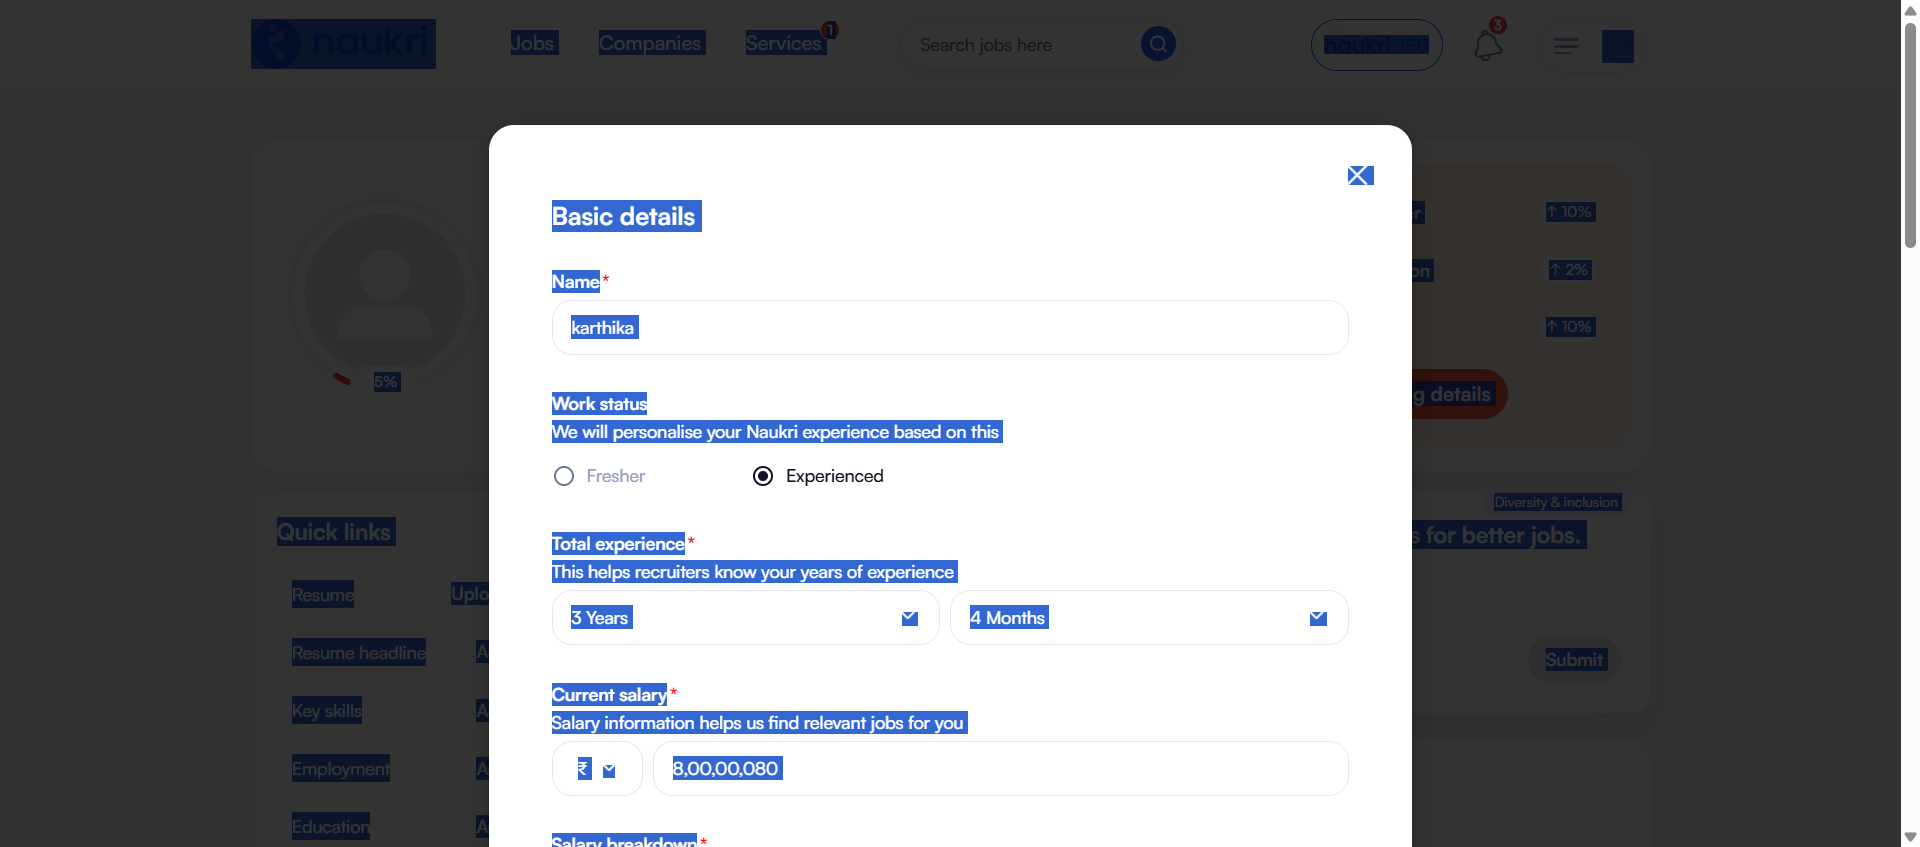 naukri
Jobs
Companies
Services
1
Search jobs here
naukri 360
3
Basic details
Name*
karthika
Work status
We will personalise your Naukri experience based on this
Fresher
Experienced
Total experience*
This helps recruiters know your years of experience
3 Years
4 Months
Current salary*
Salary information helps us find relevant jobs for you
₹
8,00,00,080
Salary breakdown*
5%
Quick links
Resume
Uplo
Resume headline
A
Key skills
A
Employment
A
Education
A
er
↑ 10%
on
↑ 2%
↑ 10%
g details
Diversity & inclusion
s for better jobs.
Submit